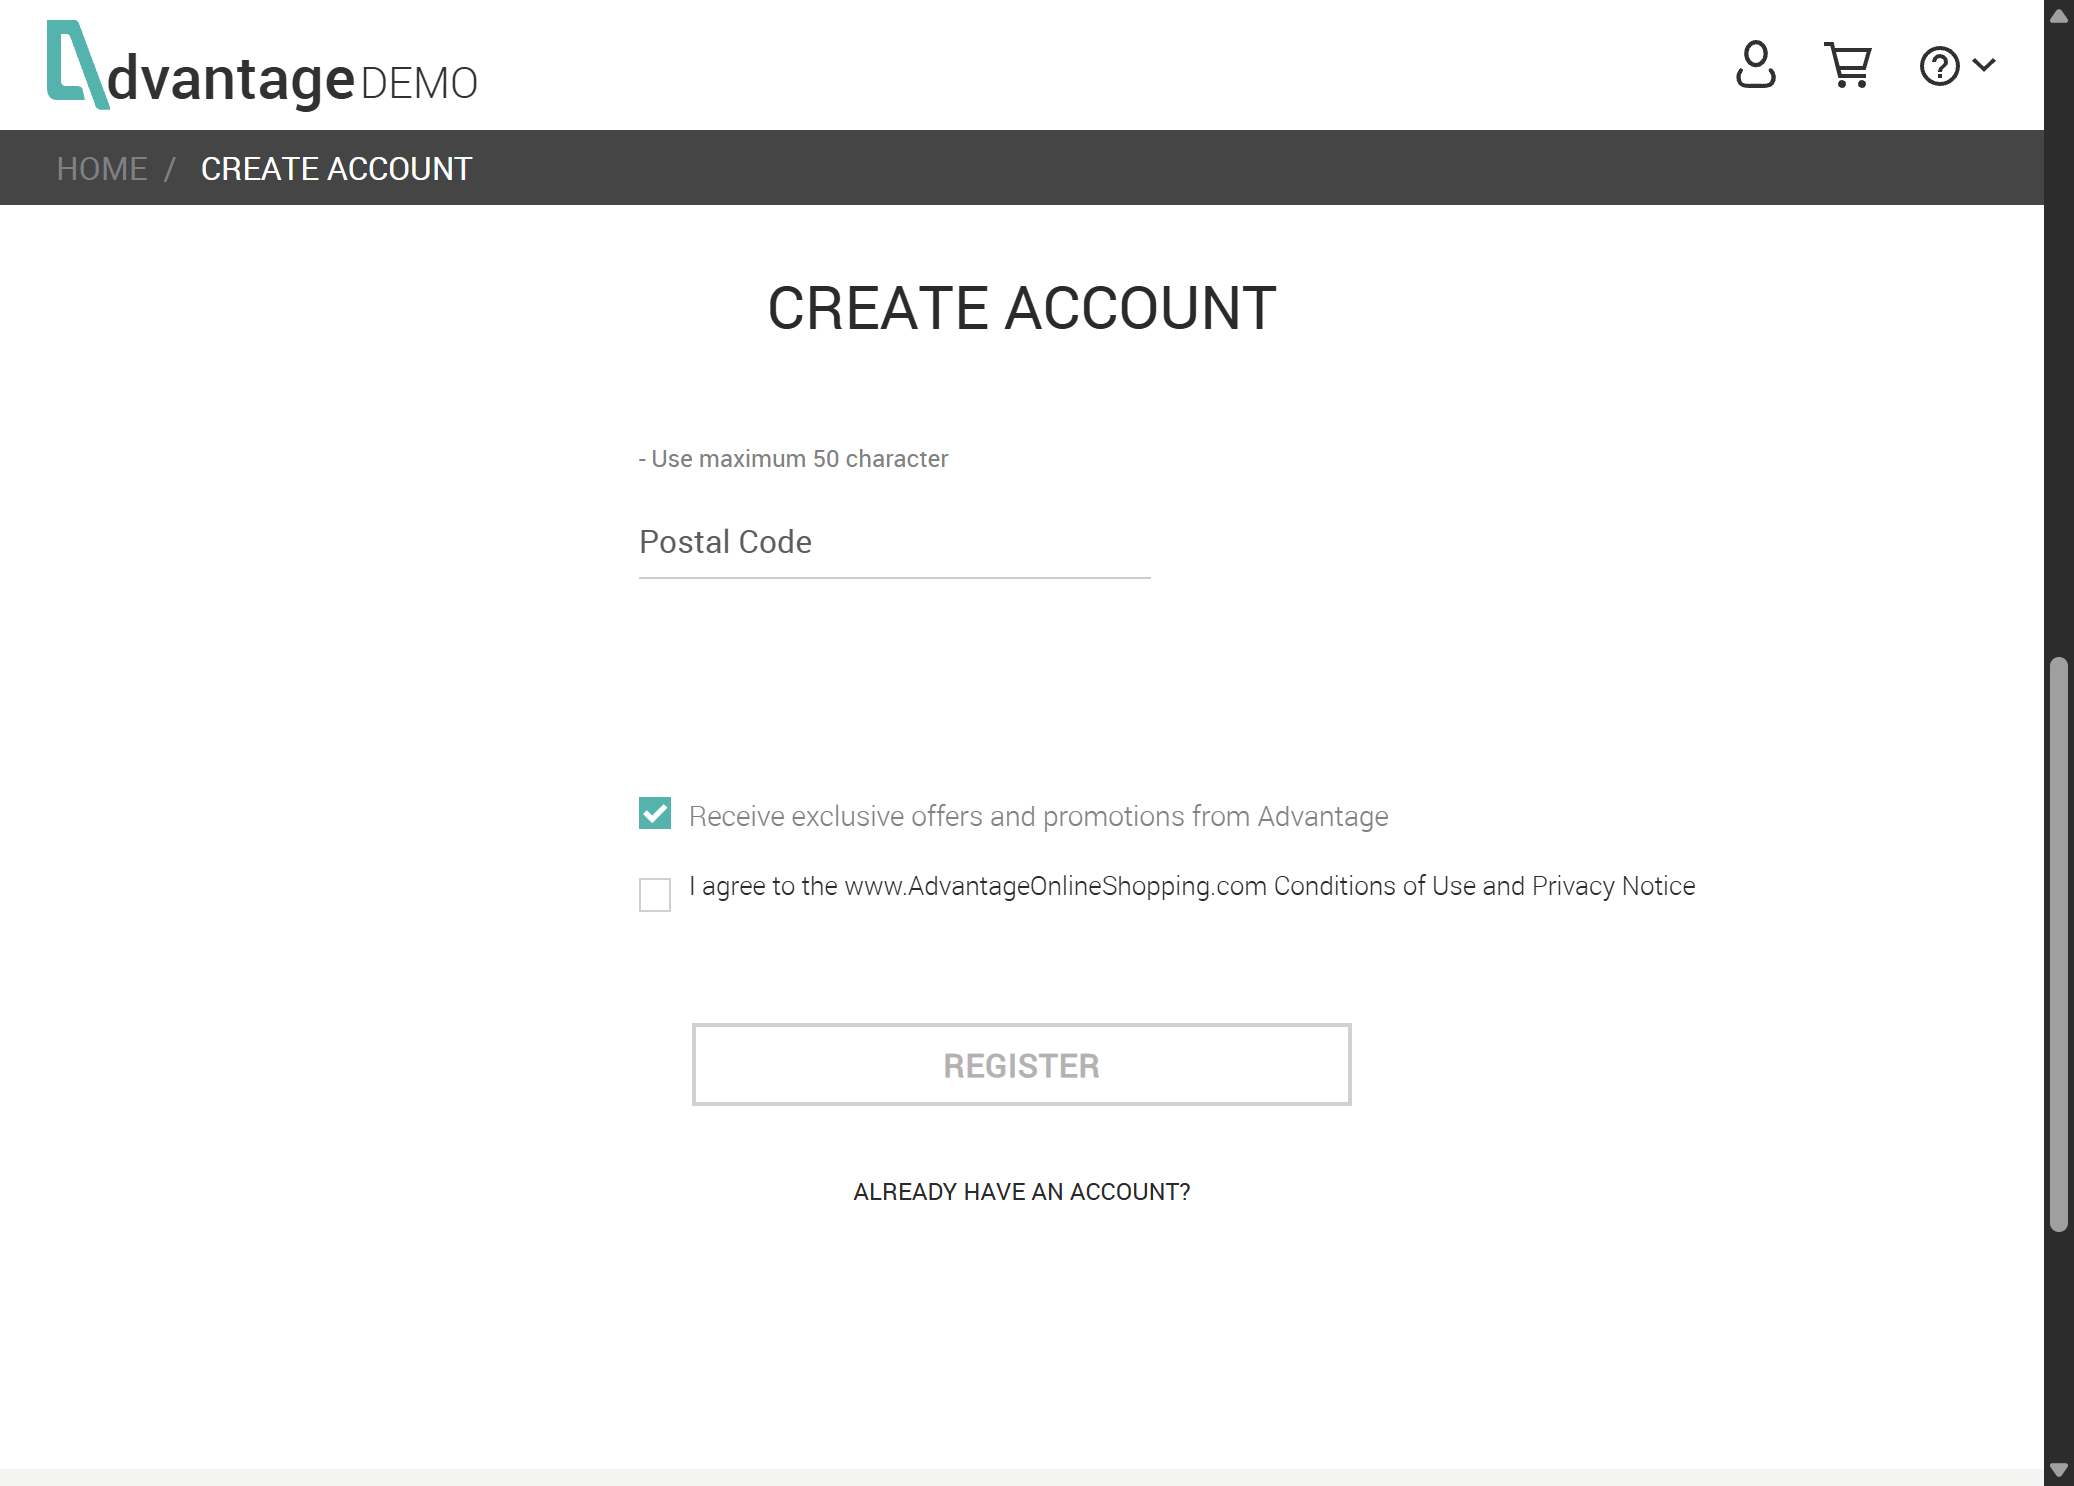 dvantage DEMO
HOME / CREATE ACCOUNT
CREATE ACCOUNT
- Use maximum 50 character
Postal Code
Receive exclusive offers and promotions from Advantage
I agree to the www.AdvantageOnlineShopping.com Conditions of Use and Privacy Notice
REGISTER
ALREADY HAVE AN ACCOUNT?